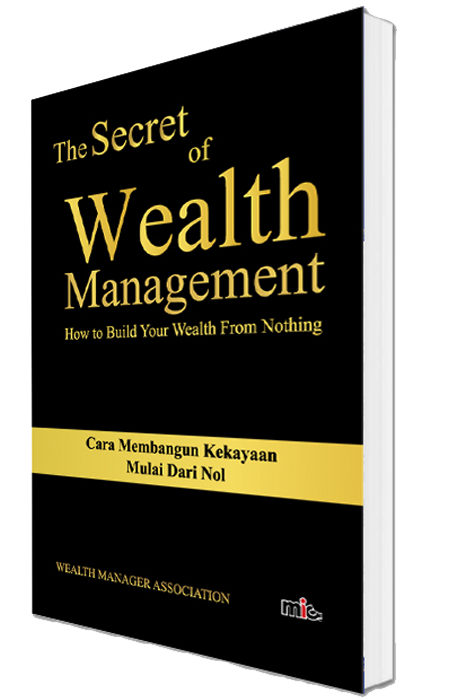 The Secret
of
Wealth
Management
How to Build Your Wealth From Nothing
Cara Membangun Kekayaan
Mulai Dari Nol
WEALTH MANAGER ASSOCIATION
mic